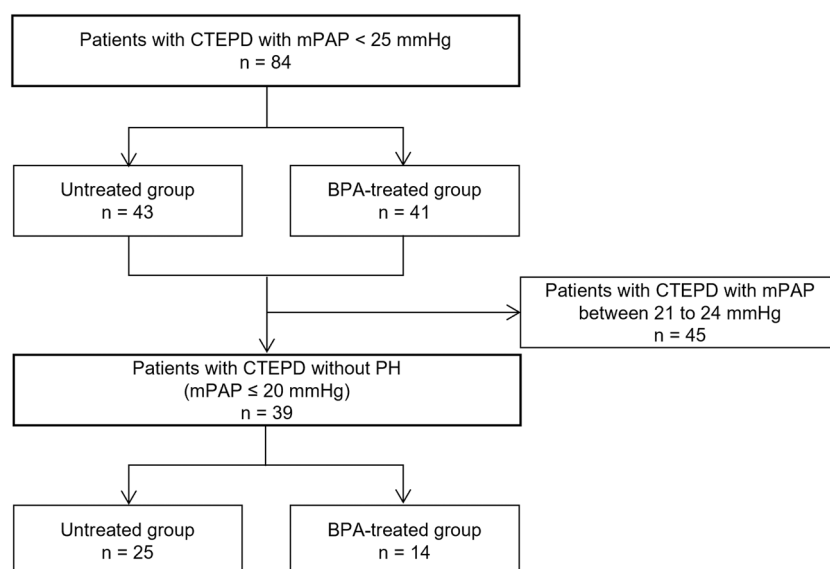 Patients with CTEPD with mPAP < 25 mmHg
n = 84
Untreated group
n = 43
BPA-treated group
n = 41
Patients with CTEPD with mPAP
between 21 to 24 mmHg
n = 45
Patients with CTEPD without PH
(mPAP ≤ 20 mmHg)
n = 39
Untreated group
n = 25
BPA-treated group
n = 14